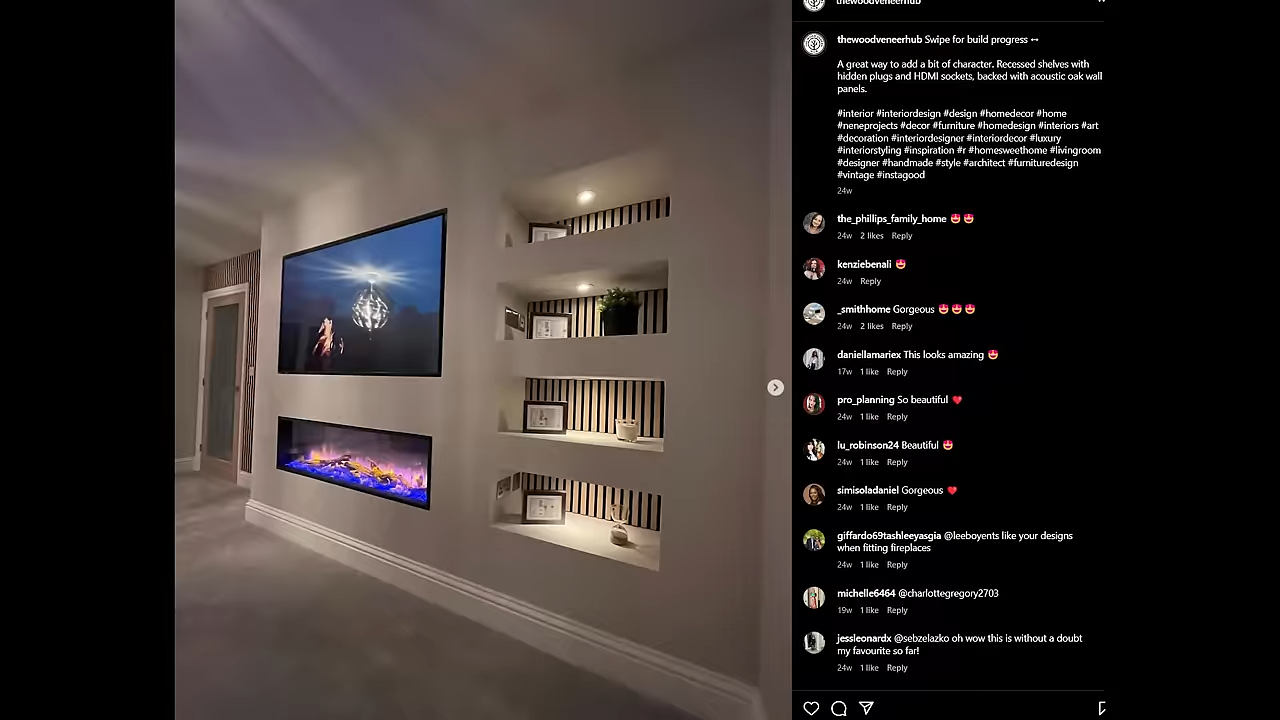 thewoodveneerhub
thewoodveneerhub Swipe for build progress ↔
A great way to add a bit of character. Recessed shelves with
hidden plugs and HDMI sockets, backed with acoustic oak wall
panels.
#interior #interiordesign #design #homedecor #home
#neneprojects #decor #furniture #homedesign #interiors #art
#decoration #interiordesigner #interiordecor #luxury
#interiorstyling #inspiration #r #homesweethome #livingroom
#designer #handmade #style #architect #furnituredesign
#vintage #instagood
24w
the_phillips_family_home 😍😍
24w 2 likes Reply
kenziebenali 😍
24w Reply
_smithhome Gorgeous 😍😍😍
24w 2 likes Reply
daniellamariex This looks amazing 😍
17w 1 like Reply
pro_planning So beautiful ❤️
24w 1 like Reply
lu_robinson24 Beautiful 😍
24w 1 like Reply
simisoladaniel Gorgeous ❤️
24w 1 like Reply
giffardo69tashleeyasgia @leeboyents like your designs
when fitting fireplaces
24w 1 like Reply
michelle6464 @charlottegregory2703
19w 1 like Reply
jessleonardx @sebzelazko oh wow this is without a doubt
my favourite so far!
24w 1 like Reply